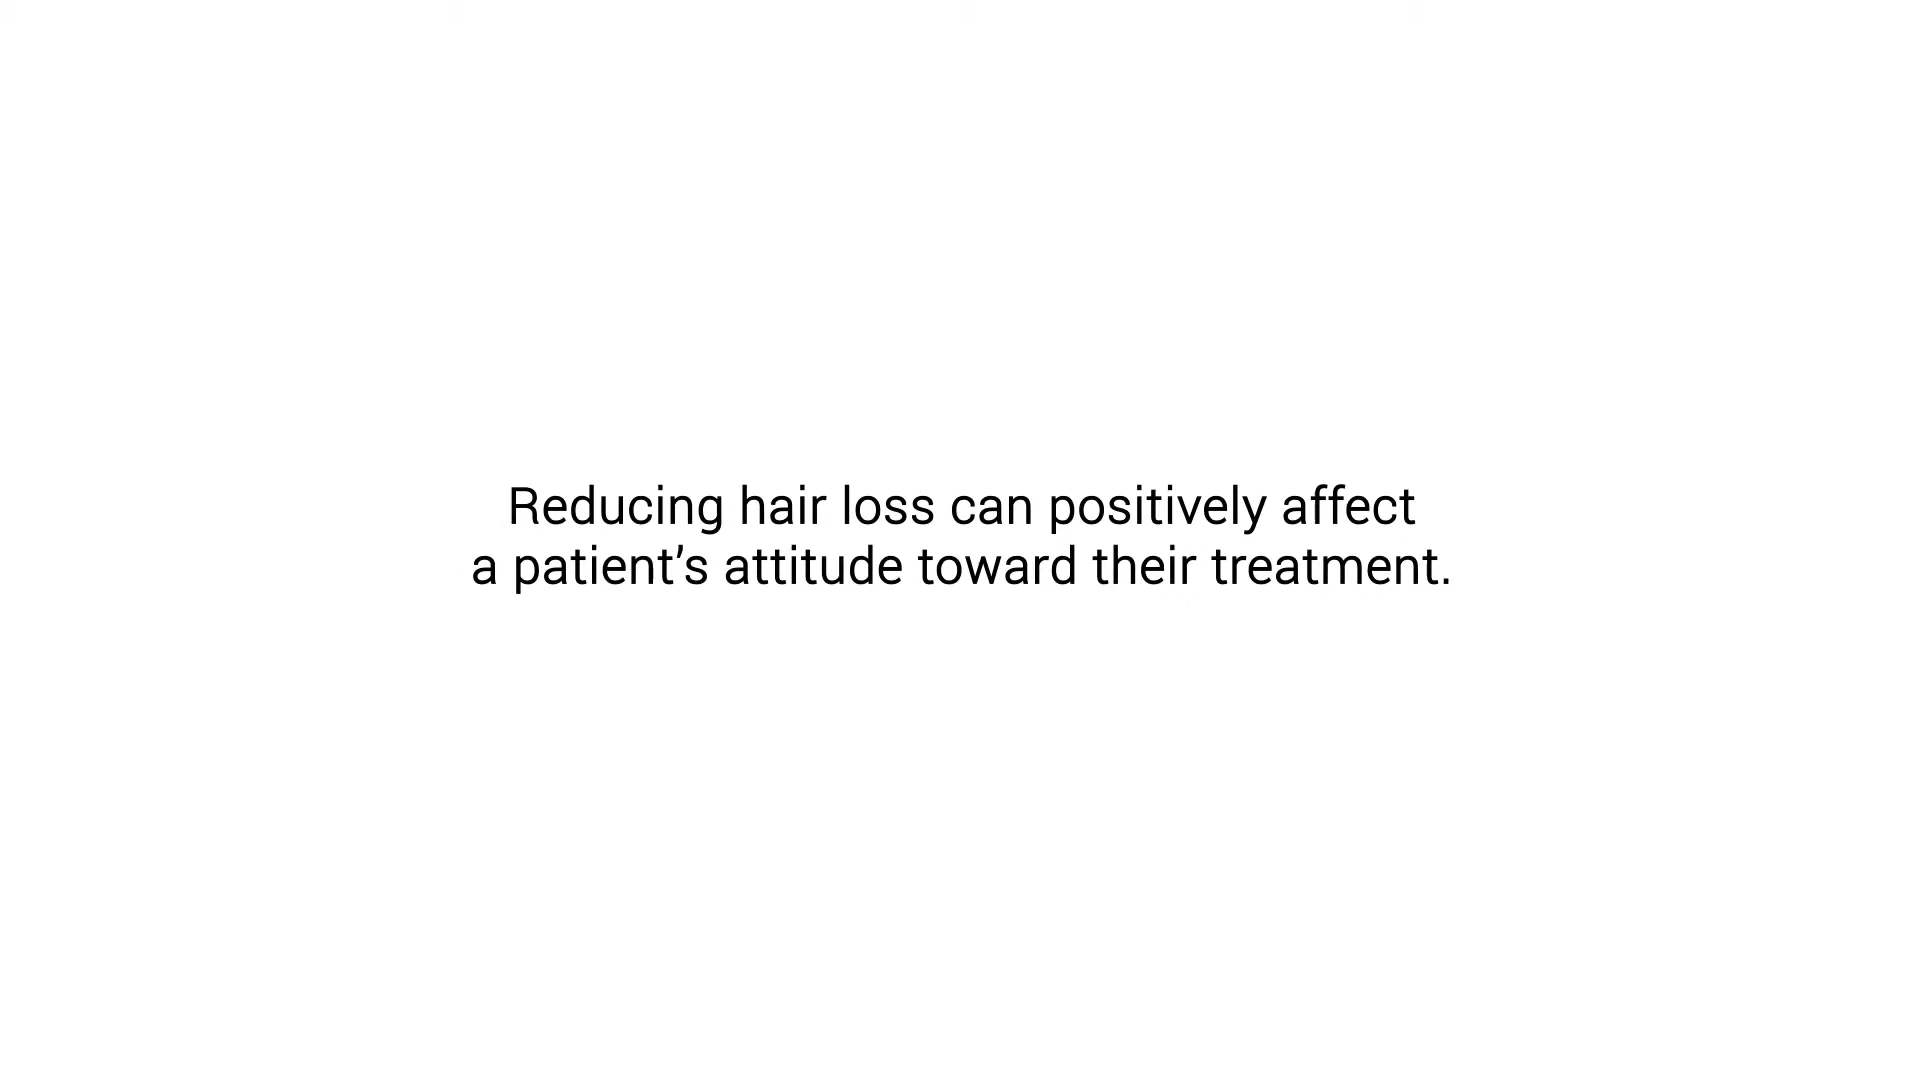 Reducing hair loss can positively affect
a patient’s attitude toward their treatment.